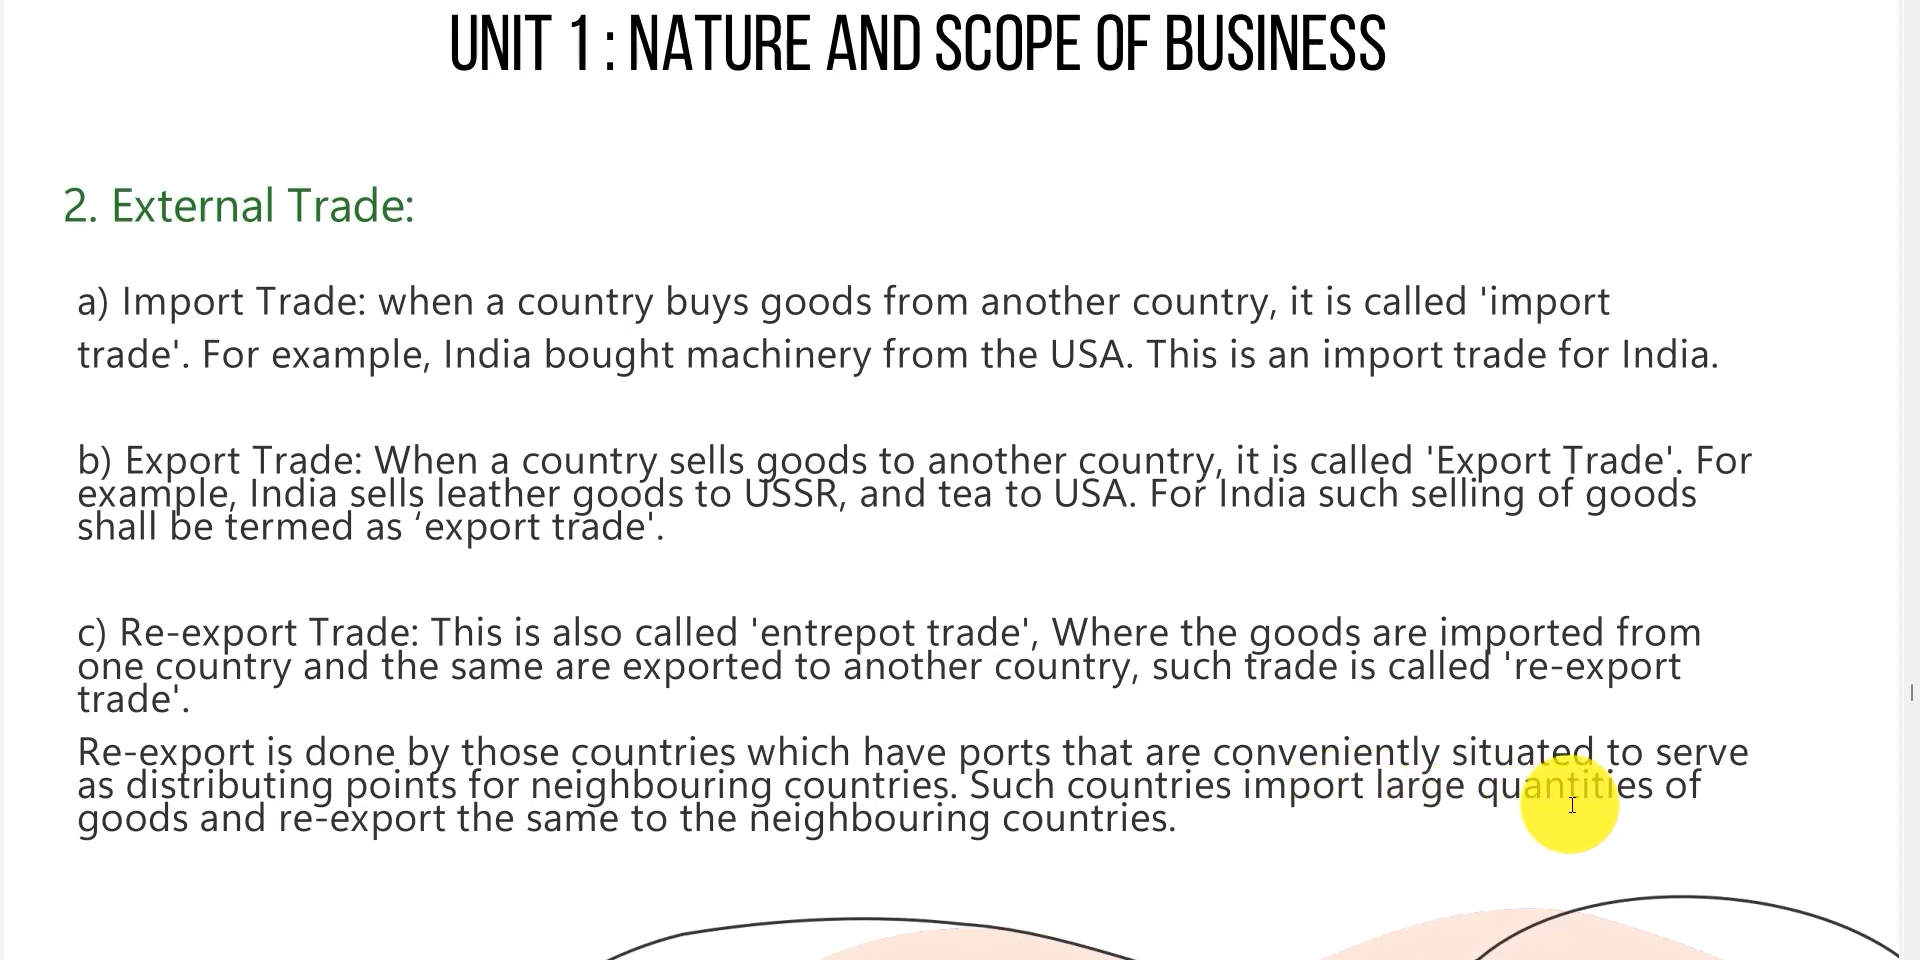 UNIT 1 : NATURE AND SCOPE OF BUSINESS
2. External Trade:
a) Import Trade: when a country buys goods from another country, it is called 'import
trade'. For example, India bought machinery from the USA. This is an import trade for India.
b) Export Trade: When a country sells goods to another country, it is called 'Export Trade'. For
example, India sells leather goods to USSR, and tea to USA. For India such selling of goods
shall be termed as ‘export trade'.
c) Re-export Trade: This is also called 'entrepot trade', Where the goods are imported from
one country and the same are exported to another country, such trade is called 're-export
trade'.
Re-export is done by those countries which have ports that are conveniently situated to serve
as distributing points for neighbouring countries. Such countries import large quantities of
goods and re-export the same to the neighbouring countries.